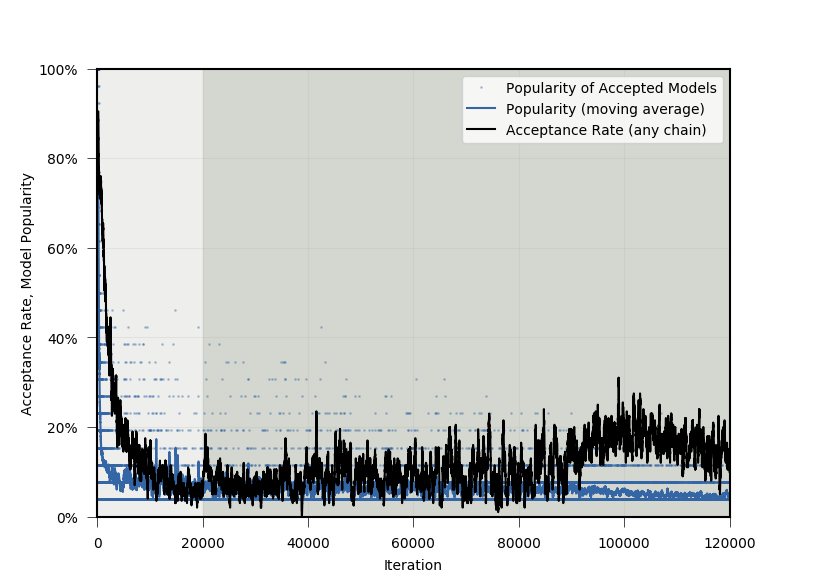 100%
80%
60%
40%
20%
0%
Acceptance Rate, Model Popularity
Popularity of Accepted Models
Popularity (moving average)
Acceptance Rate (any chain)
0 20000 40000 60000 80000 100000 120000
Iteration